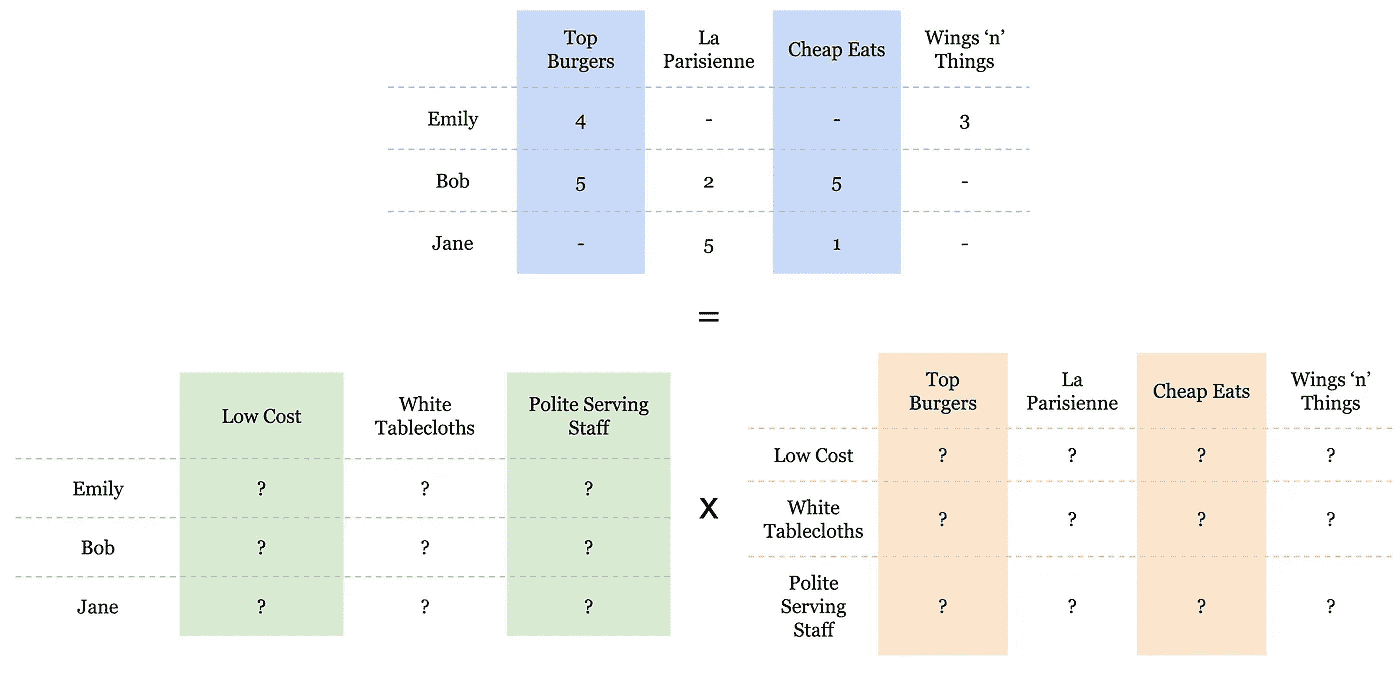 Top Burgers La Parisienne Cheap Eats Wings ‘n’ Things
Emily 4 - - 3
Bob 5 2 5 -
Jane - 5 1 -
=
Low Cost White Tablecloths Polite Serving Staff
Emily ? ? ?
Bob ? ? ?
Jane ? ? ?
x
Top Burgers La Parisienne Cheap Eats Wings ‘n’ Things
Low Cost ? ? ? ?
White Tablecloths ? ? ? ?
Polite Serving Staff ? ? ? ?